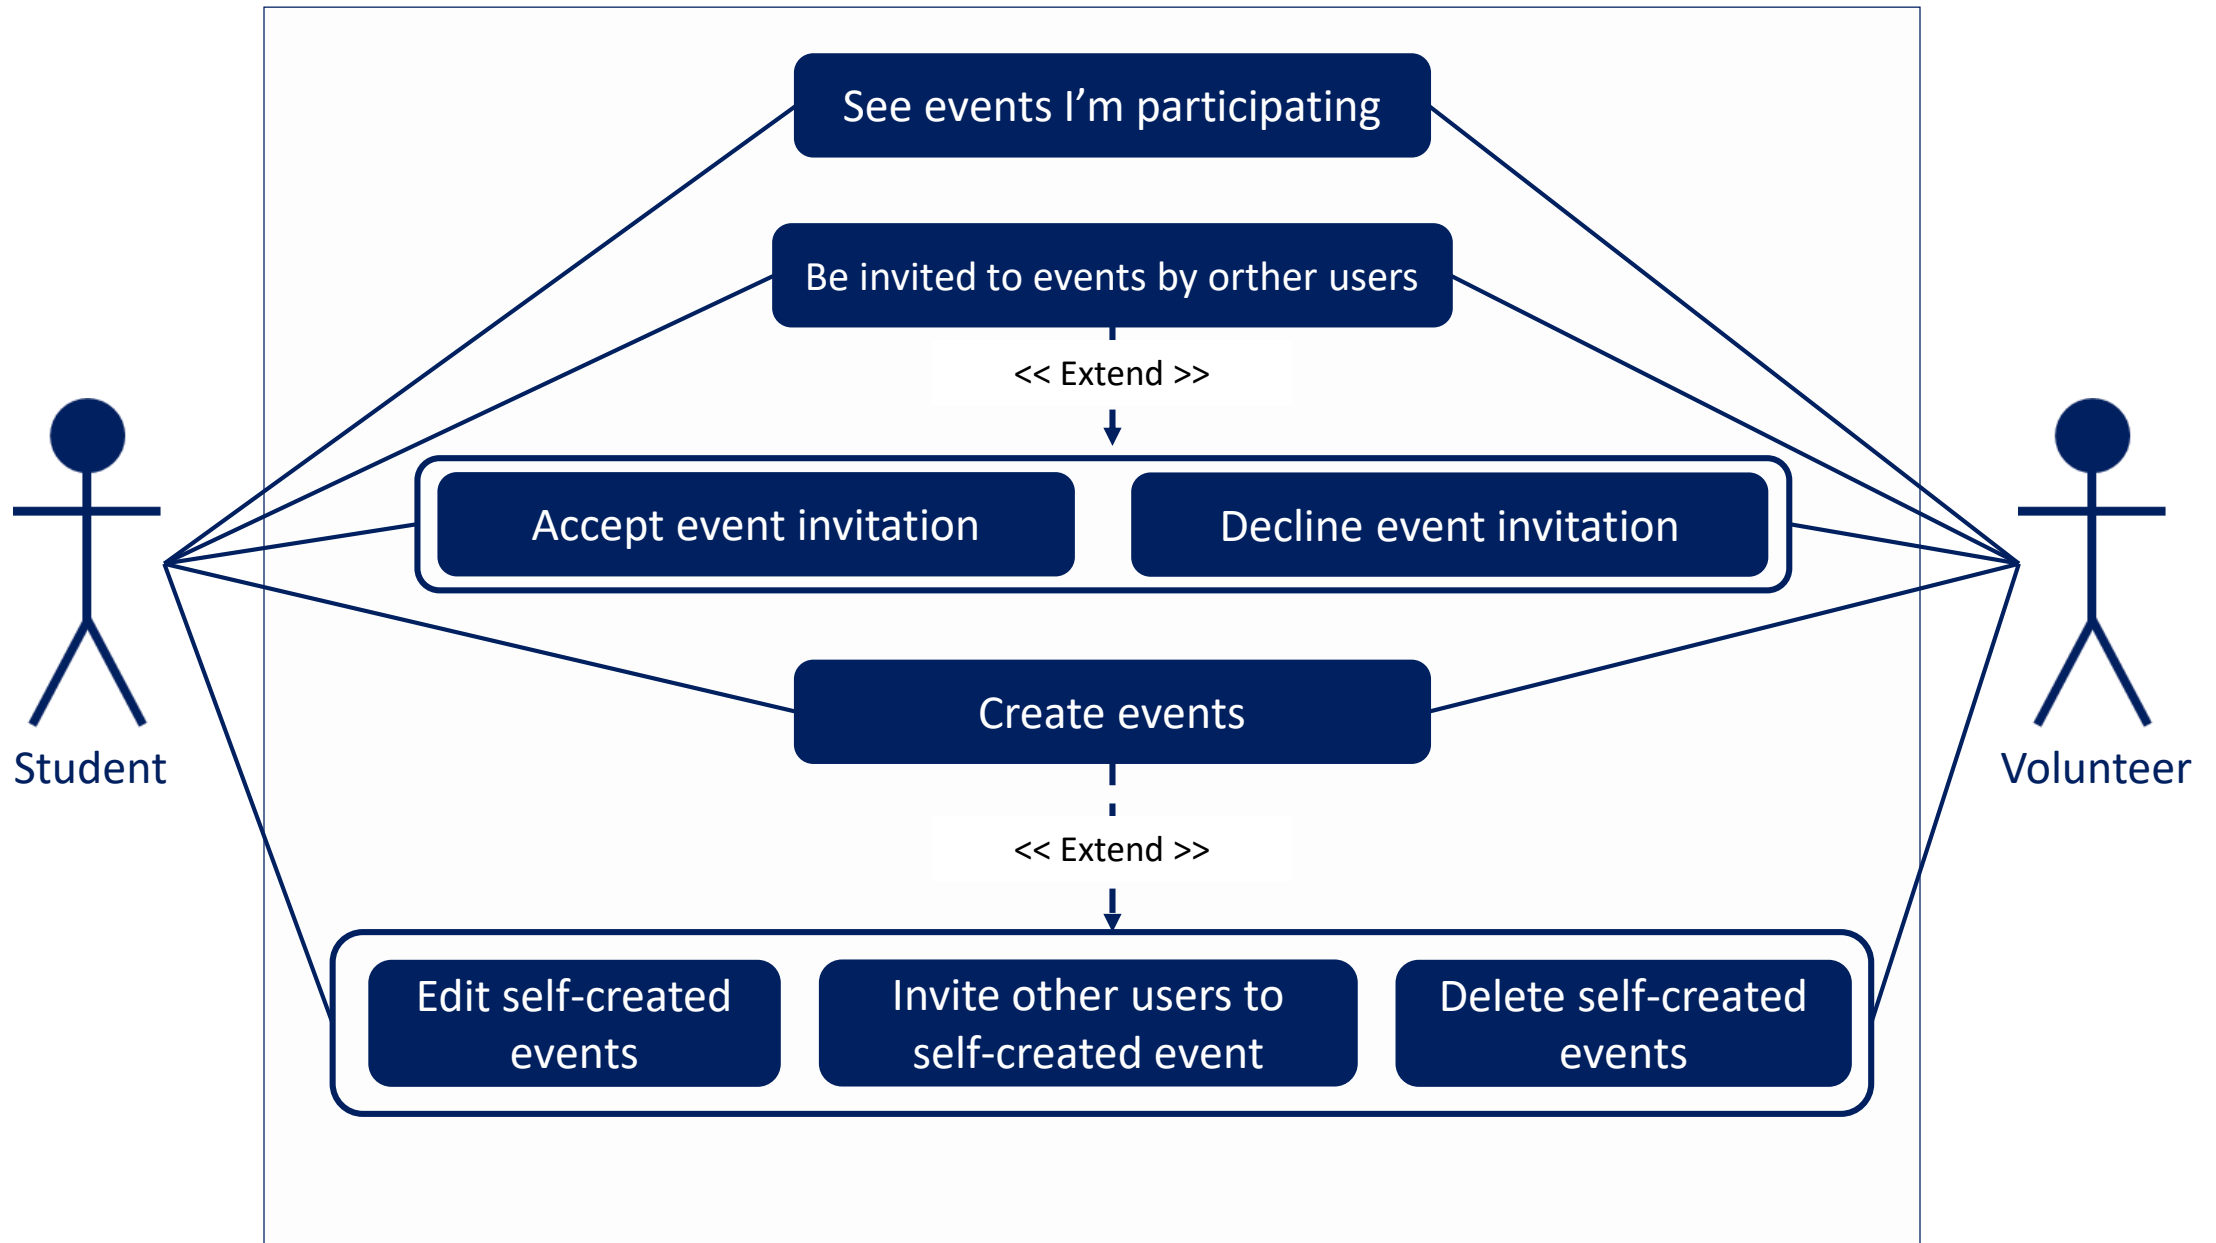 See events I’m participating
Be invited to events by orther users
<< Extend >>
Accept event invitation
Decline event invitation
Create events
Student
Volunteer
<< Extend >>
Edit self-created
events
Invite other users to
self-created event
Delete self-created
events